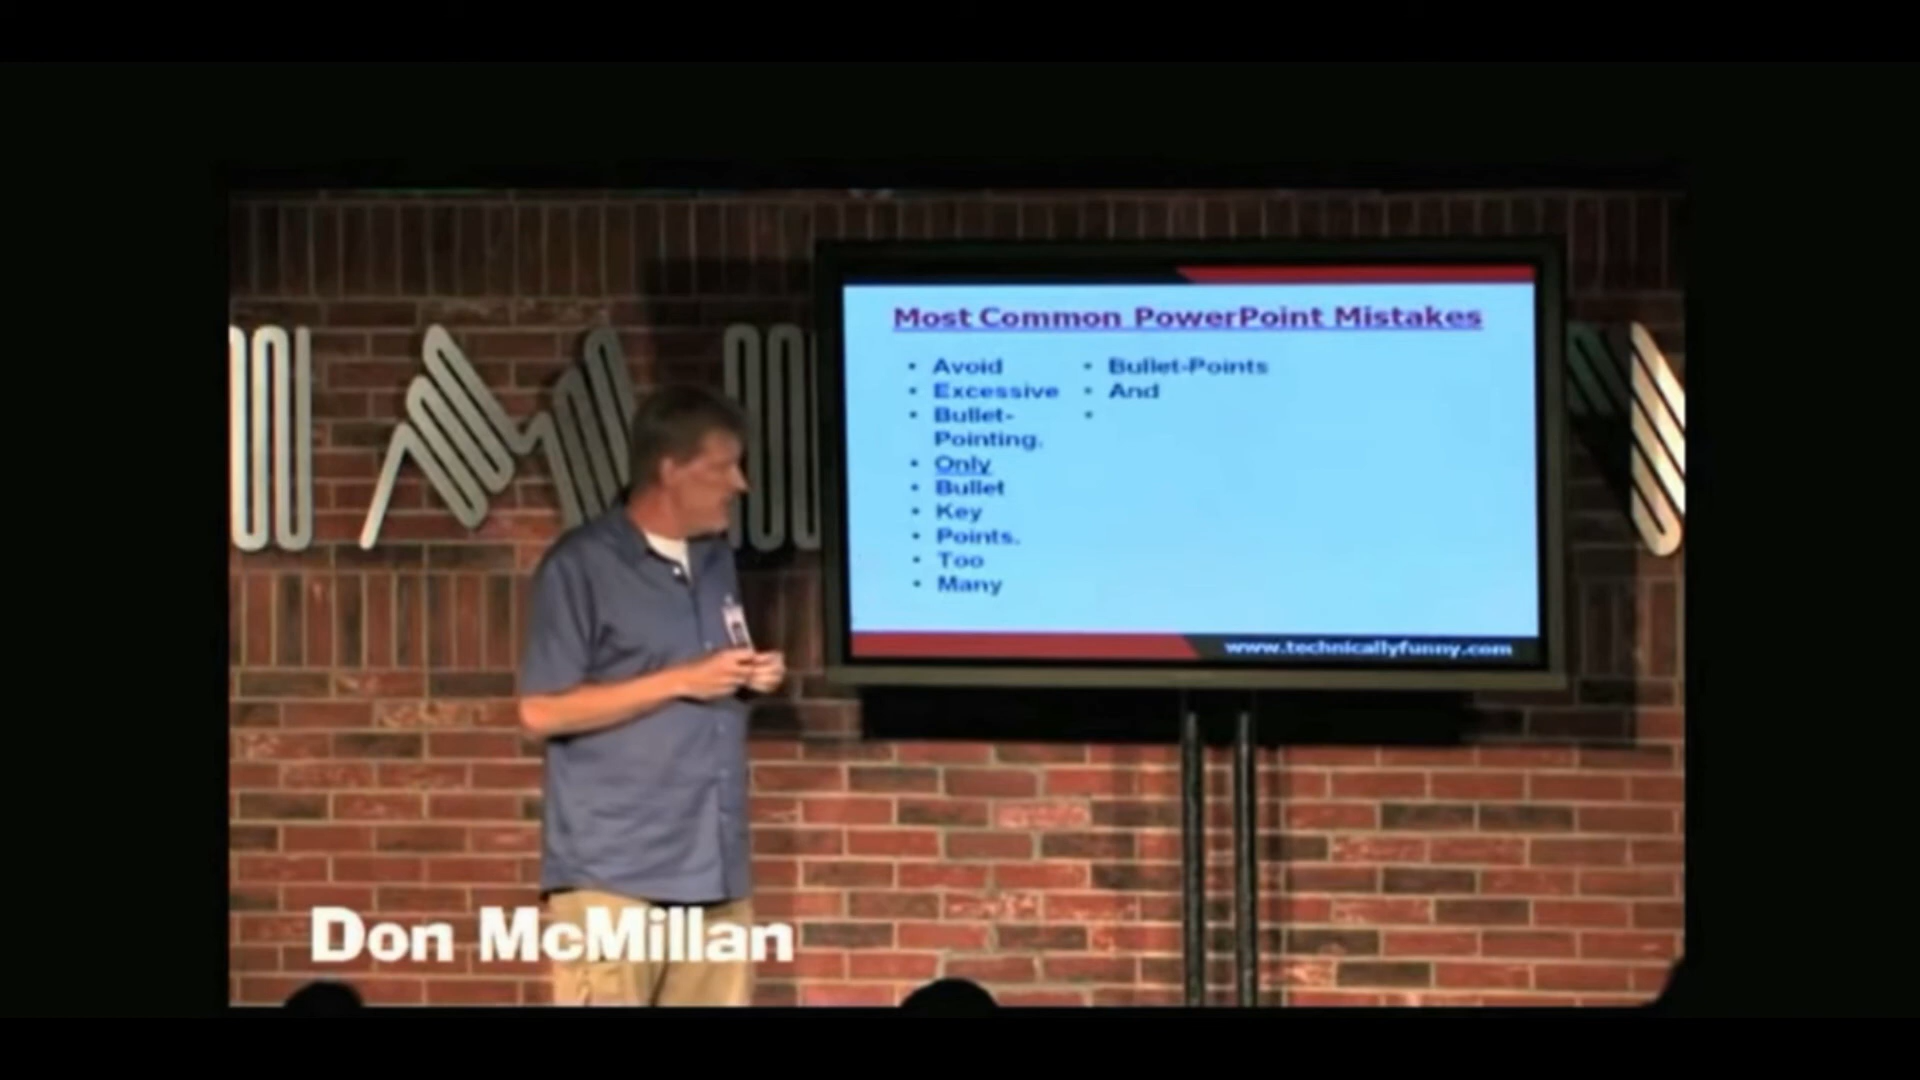 Most Common PowerPoint Mistakes
• Avoid
• Excessive
• Bullet-
Pointing.
• Only
• Bullet
• Key
• Points.
• Too
• Many
• Bullet-Points
• And
•
www.technicallyfunny.com
Don McMillan